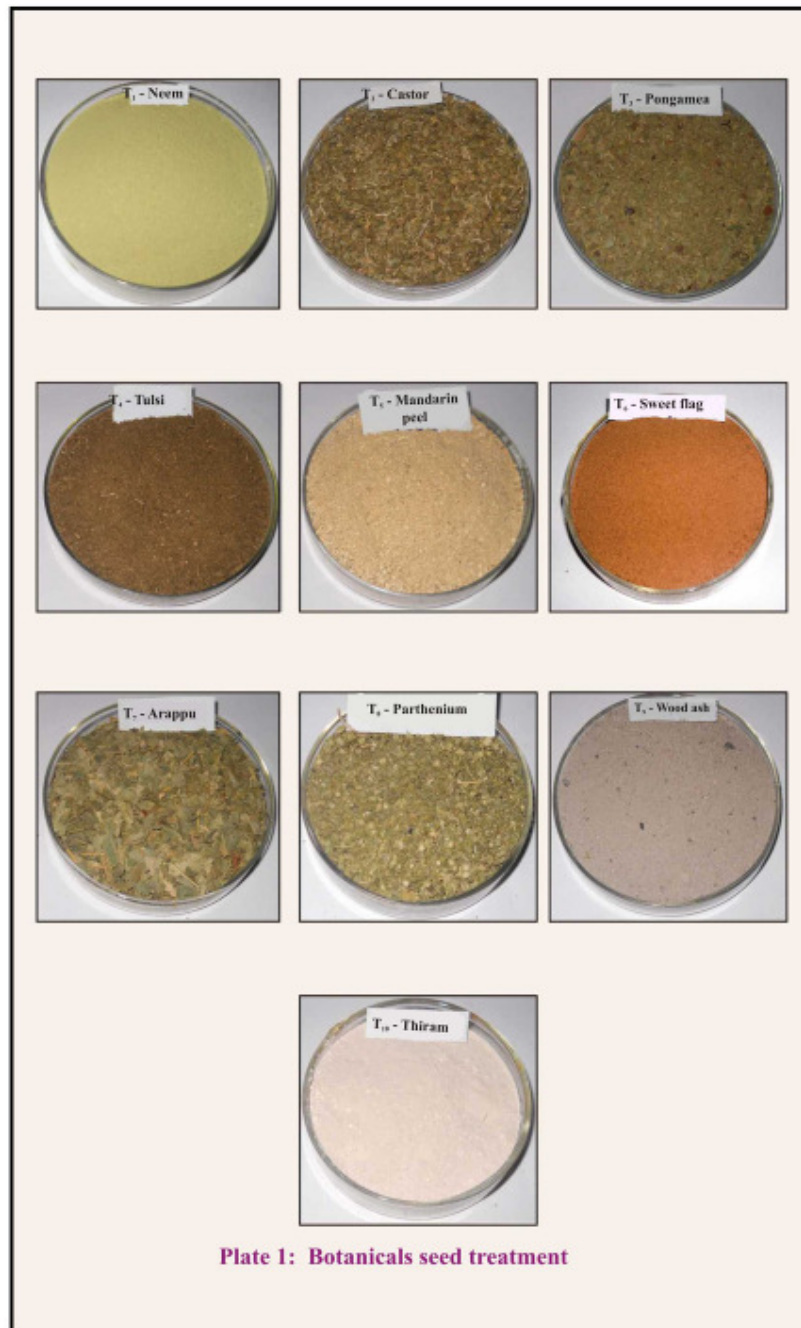 T₁ - Neem
T₂ - Castor
T₃ - Pongamea
T₄ - Tulsi
T₅ - Mandarin
peel
T₆ - Sweet flag
T₇ - Arappu
T₈ - Parthenium
T₉ - Wood ash
T₁₀ - Thiram
Plate 1: Botanicals seed treatment